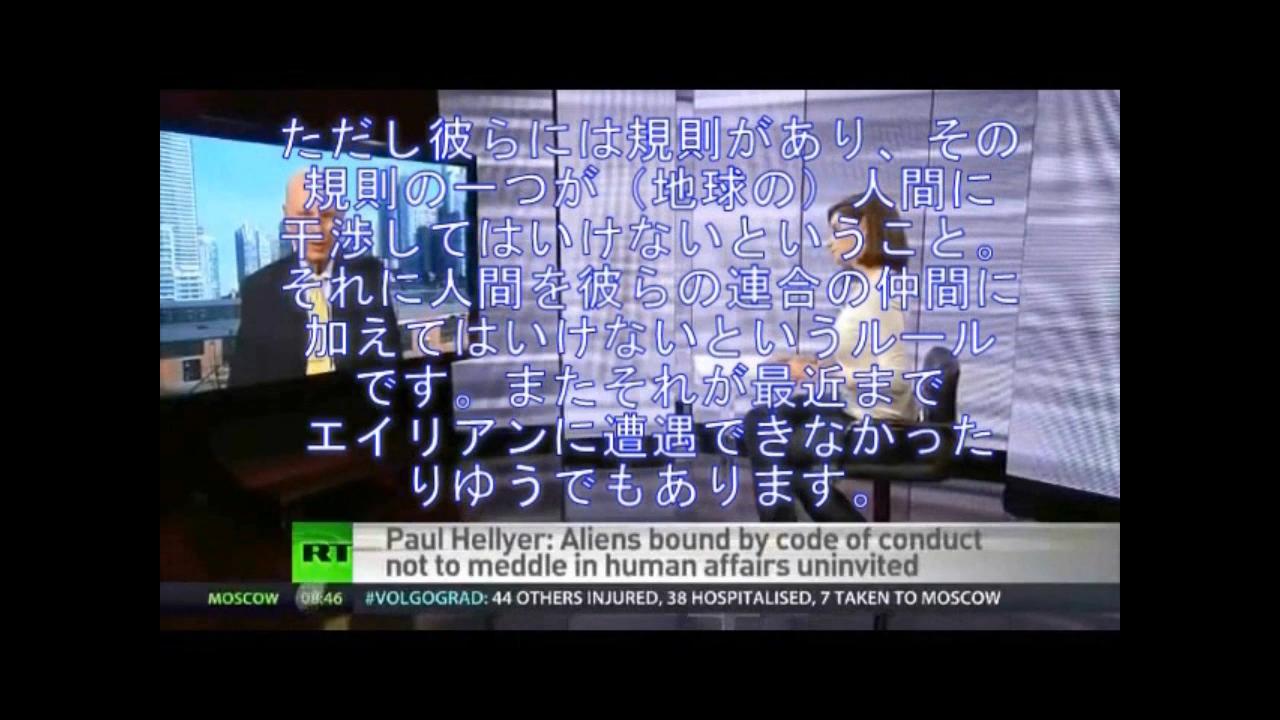 ただし彼らには規則があり、その
規則の一つが（地球の）人間に
干渉してはいけないということ。
それに人間を彼らの連合の仲間に
加えてはいけないというルール
です。またそれが最近まで
エイリアンに遭遇できなかった
りゆうでもあります。
RT
Paul Hellyer: Aliens bound by code of conduct
not to meddle in human affairs uninvited
MOSCOW 08:46 #VOLGOGRAD: 44 OTHERS INJURED, 38 HOSPITALISED, 7 TAKEN TO MOSCOW